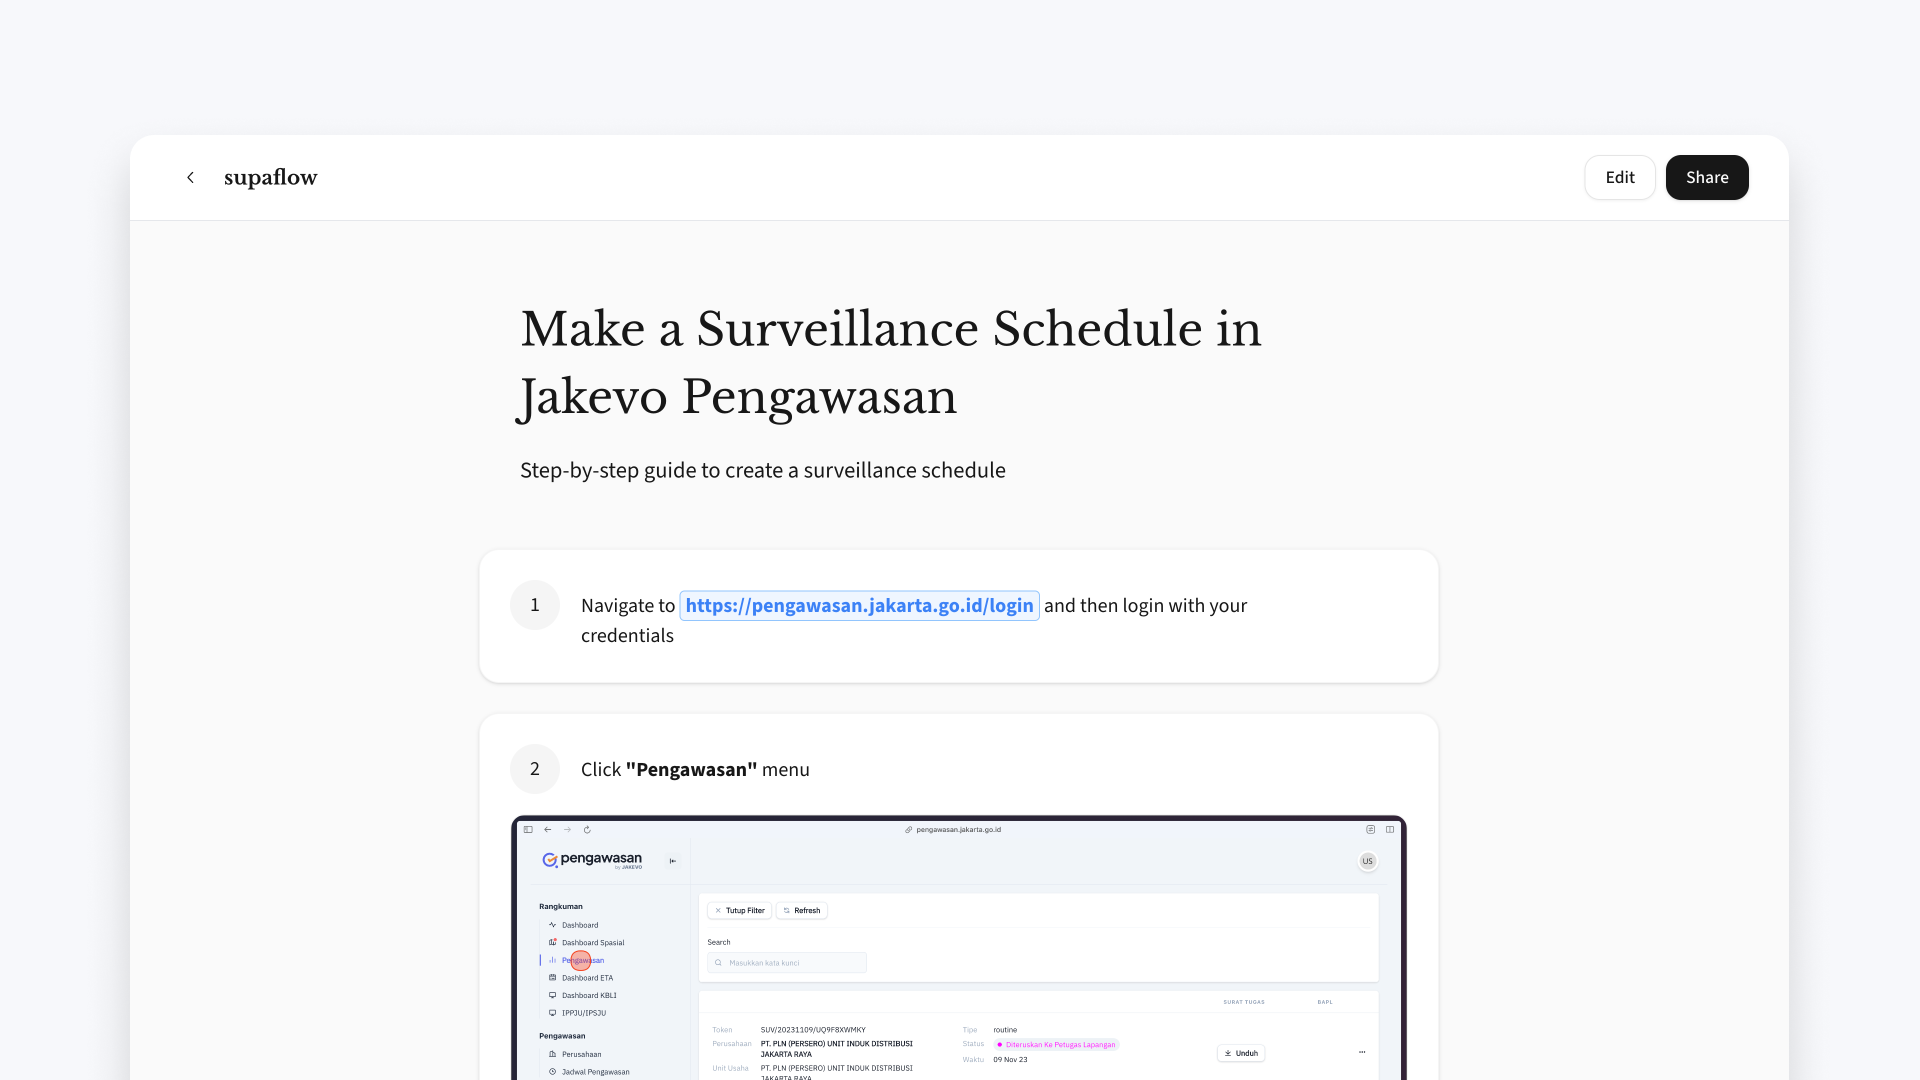 supaflow
Edit
Share
Make a Surveillance Schedule in
Jakevo Pengawasan
Step-by-step guide to create a surveillance schedule
1
Navigate to https://pengawasan.jakarta.go.id/login and then login with your
credentials
2
Click "Pengawasan" menu
pengawasan.jakarta.go.id
pengawasan
by JAKEVO
US
Rangkuman
Dashboard
Dashboard Spasial
Pengawasan
Dashboard ETA
Dashboard KBLI
IPPJU/IPSJU
Pengawasan
Perusahaan
Jadwal Pengawasan
Tutup Filter
Refresh
Search
Masukkan kata kunci
SURAT TUGAS
BAPL
Token
SUV/20231109/UQ9F8XWMKY
Perusahaan
PT. PLN (PERSERO) UNIT INDUK DISTRIBUSI
JAKARTA RAYA
Unit Usaha
PT. PLN (PERSERO) UNIT INDUK DISTRIBUSI
JAKARTA RAYA
Tipe
routine
Status
Diteruskan Ke Petugas Lapangan
Waktu
09 Nov 23
Unduh